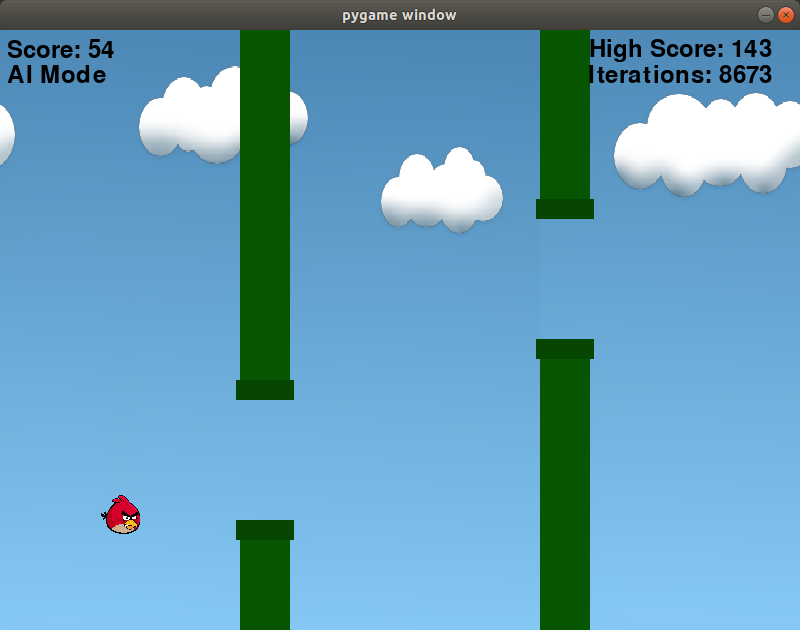 pygame window
Score: 54
AI Mode
High Score: 143
Iterations: 8673